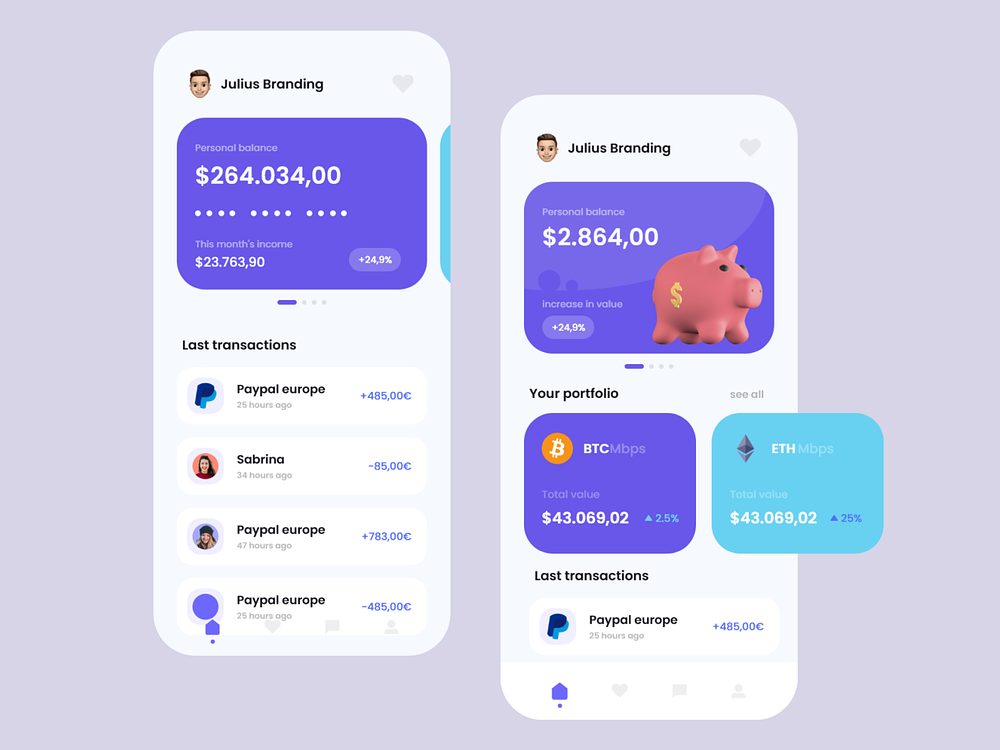 Julius Branding
Personal balance
$264.034,00
This month's income
$23.763,90
+24,9%
Last transactions
Paypal europe
25 hours ago
+485,00€
Sabrina
34 hours ago
-85,00€
Paypal europe
47 hours ago
+783,00€
Paypal europe
25 hours ago
-485,00€
Julius Branding
Personal balance
$2.864,00
increase in value
+24,9%
$
Your portfolio
see all
BTC Mbps
Total value
$43.069,02
2.5%
ETH Mbps
Total value
$43.069,02
25%
Last transactions
Paypal europe
25 hours ago
+485,00€